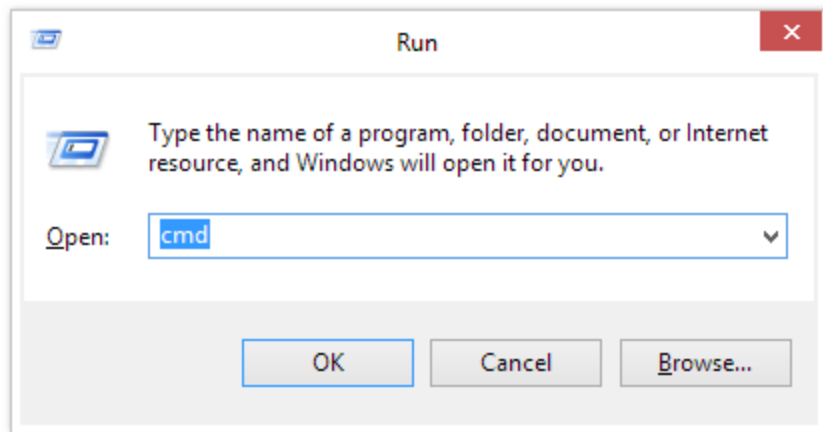 Run
Type the name of a program, folder, document, or Internet
resource, and Windows will open it for you.
Open: cmd
OK Cancel Browse...